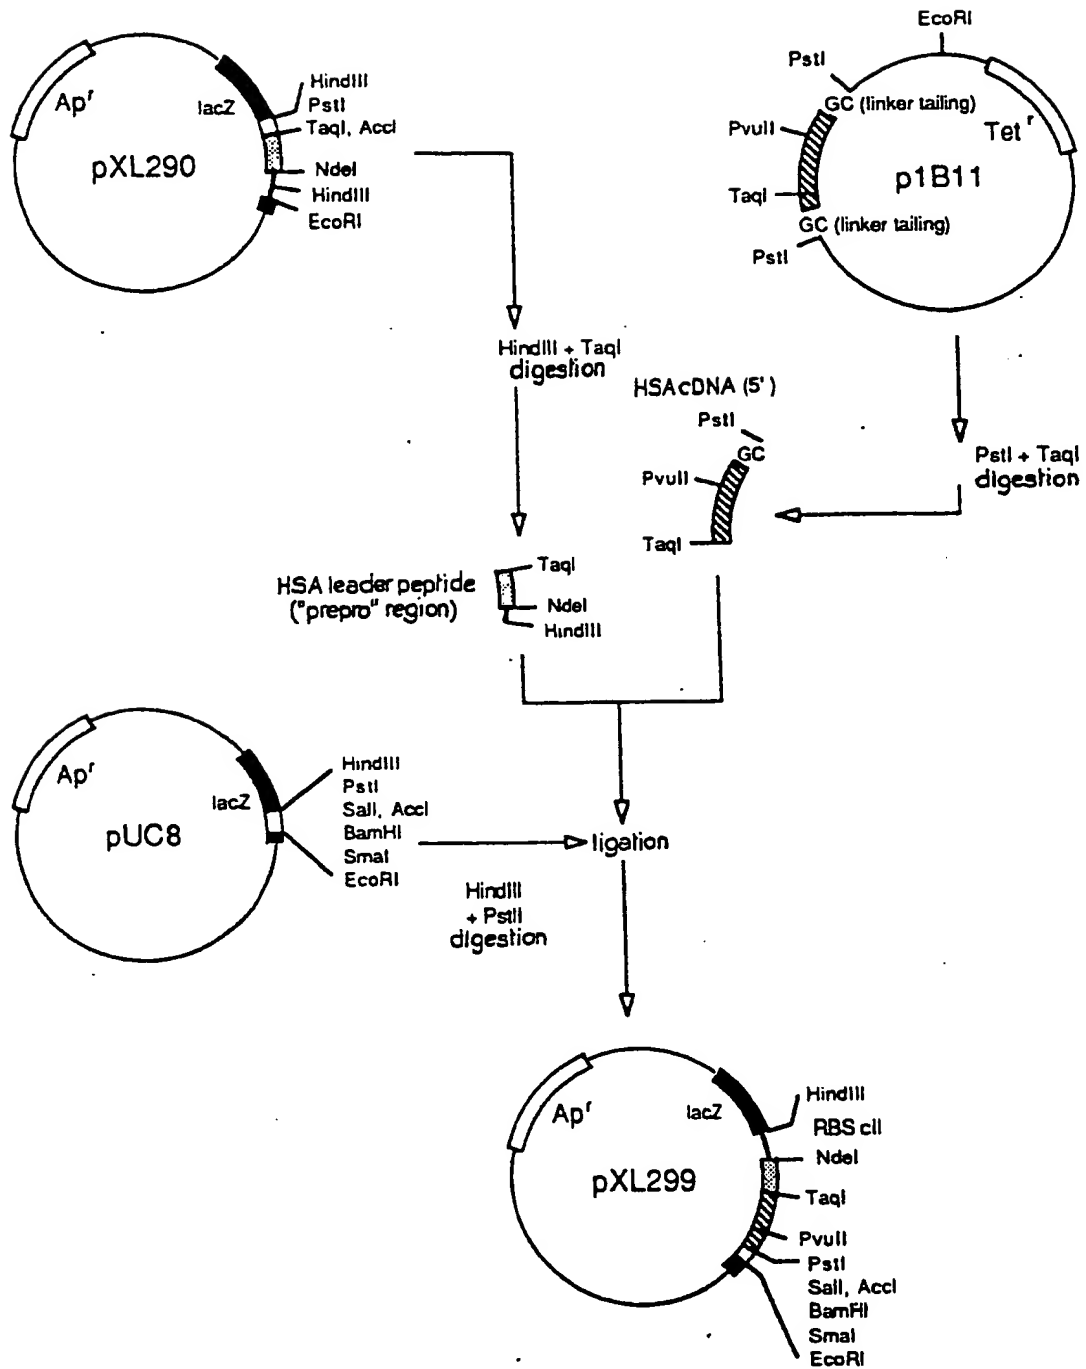 Apʳ
lacZ
HindIII
PstI
TaqI, AccI
NdeI
HindIII
EcoRI
pXL290
EcoRI
PstI
GC (linker tailing)
PvuII
Tetʳ
p1B11
TaqI
GC (linker tailing)
PstI
HindIII + TaqI
digestion
HSA cDNA (5')
PstI
GC
PvuII
TaqI
PstI + TaqI
digestion
HSA leader peptide
("prepro" region)
TaqI
NdeI
HindIII
Apʳ
lacZ
HindIII
PstI
SalI, AccI
BamHI
SmaI
EcoRI
pUC8
ligation
HindIII
+ PstII
digestion
Apʳ
lacZ
HindIII
RBS cII
NdeI
TaqI
PvuII
PstI
SalI, AccI
BamHI
SmaI
EcoRI
pXL299